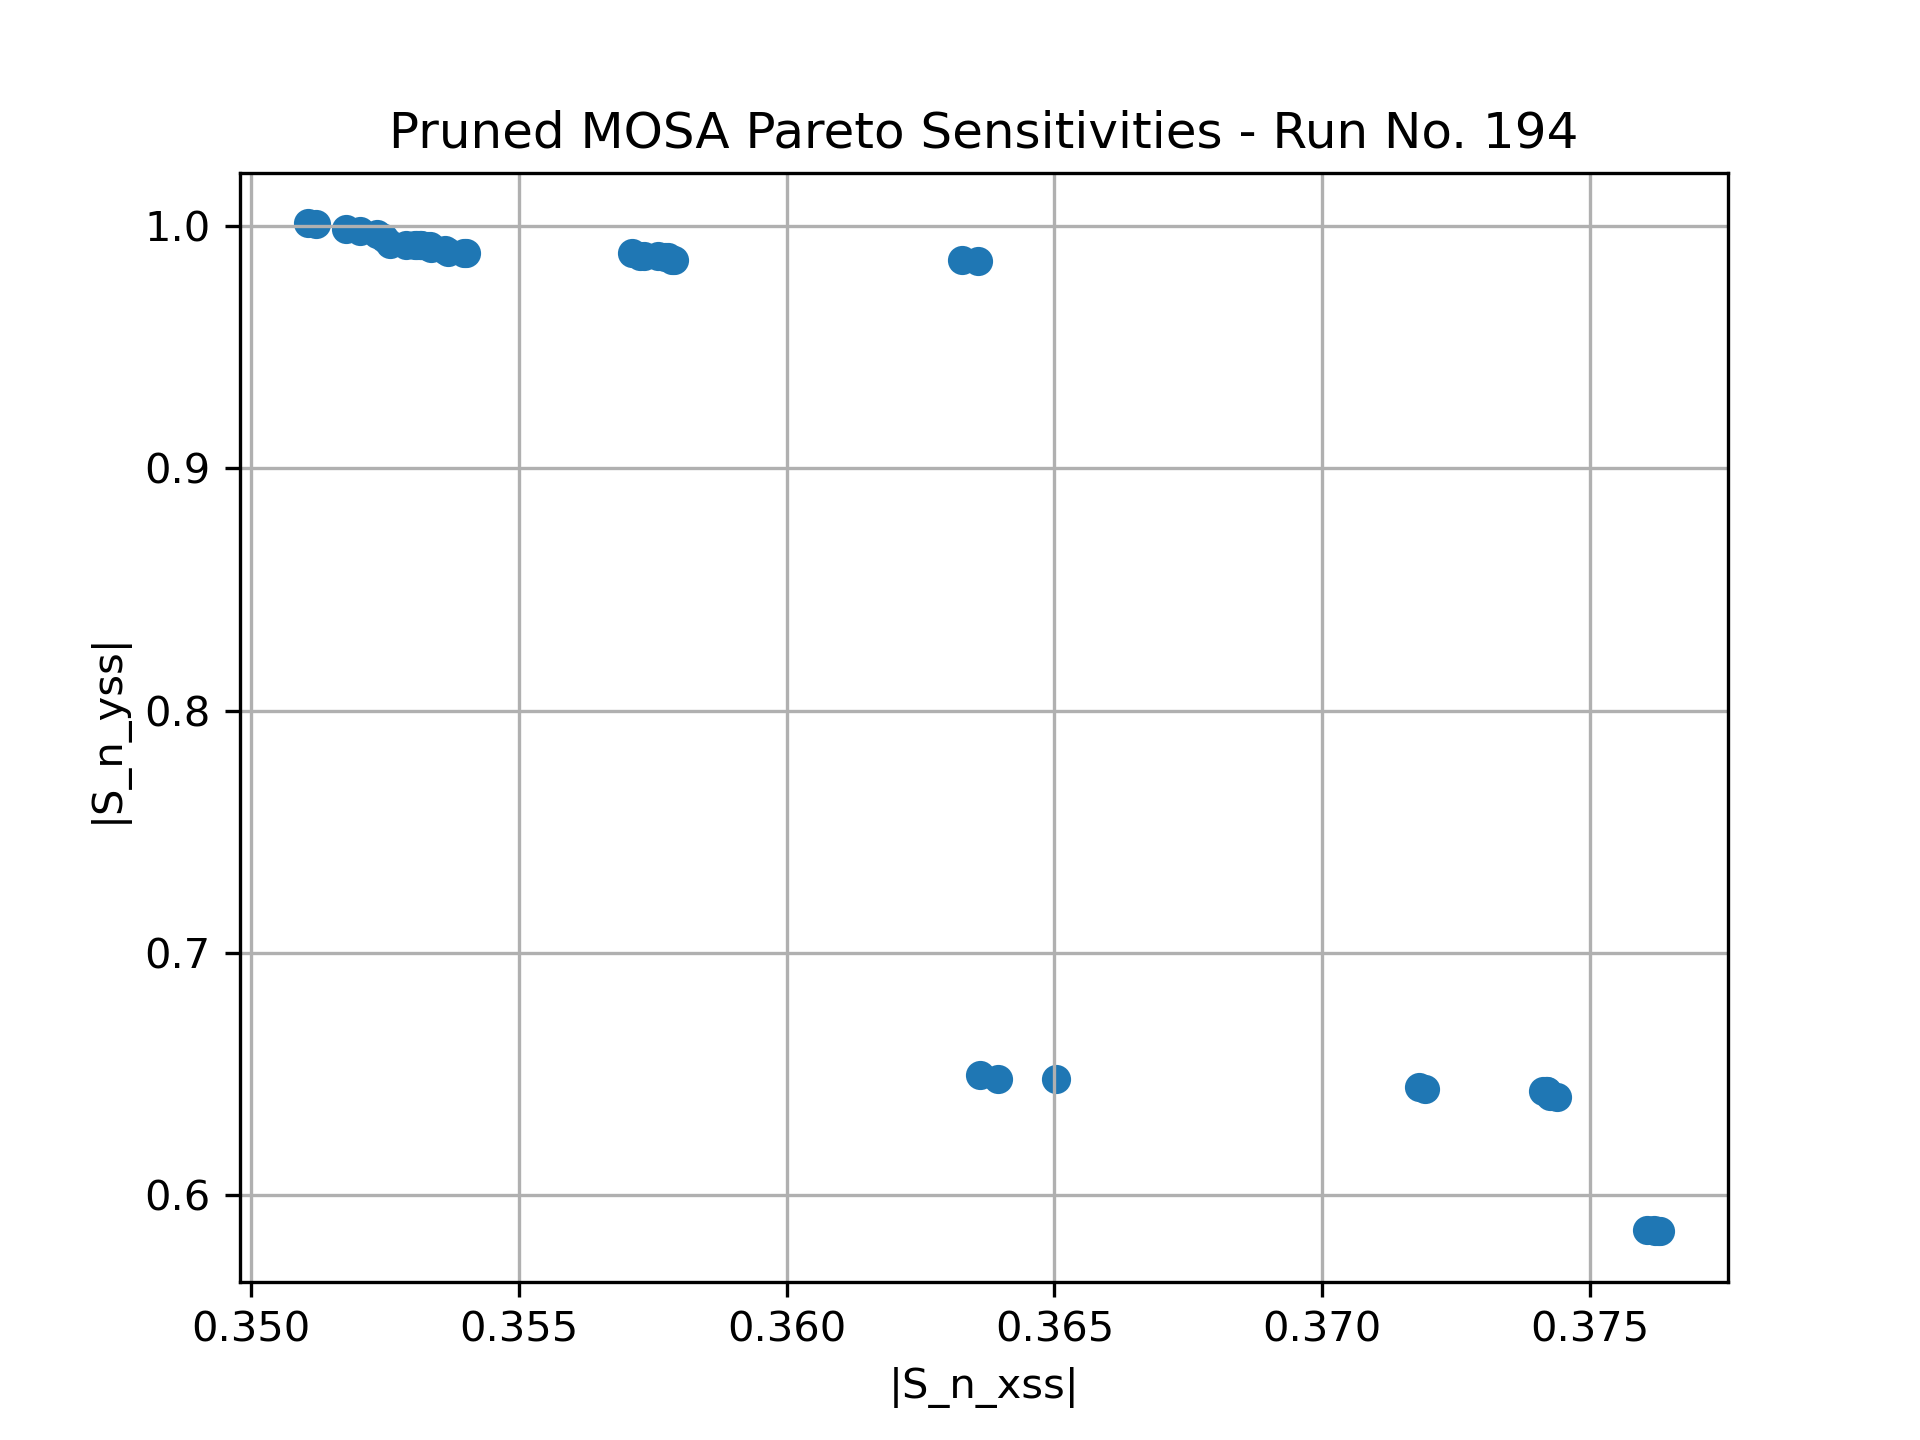 Pruned MOSA Pareto Sensitivities - Run No. 194
1.0
0.9
0.8
0.7
0.6
|S_n_yss|
0.350 0.355 0.360 0.365 0.370 0.375
|S_n_xss|